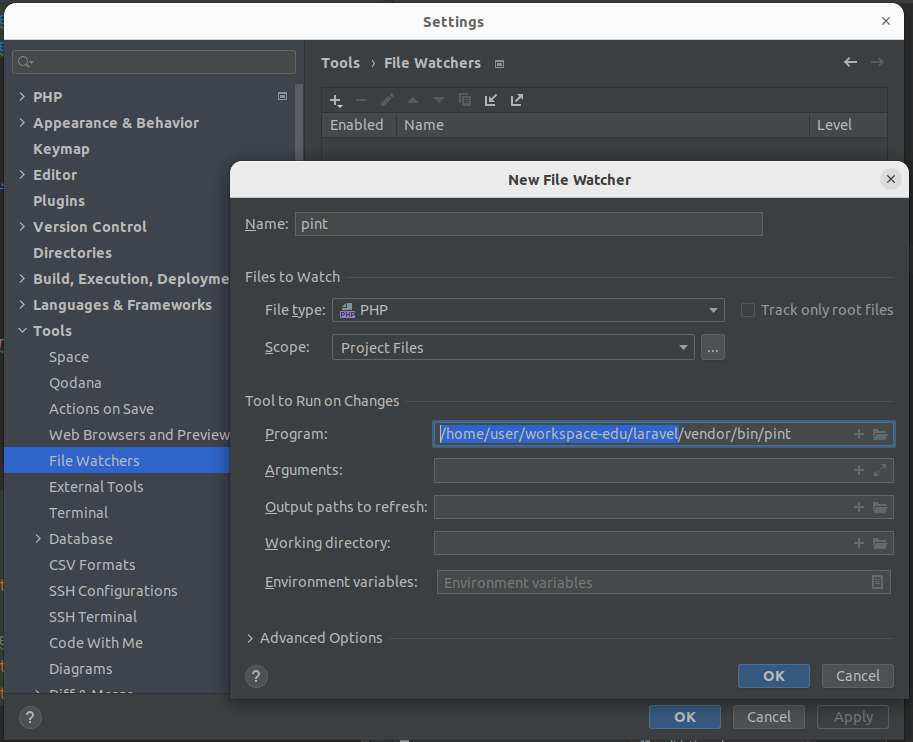 Settings
Tools › File Watchers
PHP
Appearance & Behavior
Keymap
Editor
Plugins
Version Control
Directories
Build, Execution, Deployme
Languages & Frameworks
Tools
Space
Qodana
Actions on Save
Web Browsers and Preview
File Watchers
External Tools
Terminal
Database
CSV Formats
SSH Configurations
SSH Terminal
Code With Me
Diagrams
Enabled Name Level
New File Watcher
Name: pint
Files to Watch
File type: PHP PHP Track only root files
Scope: Project Files ...
Tool to Run on Changes
Program: /home/user/workspace-edu/laravel/vendor/bin/pint
Arguments:
Output paths to refresh:
Working directory:
Environment variables: Environment variables
Advanced Options
? OK Cancel
? OK Cancel Apply